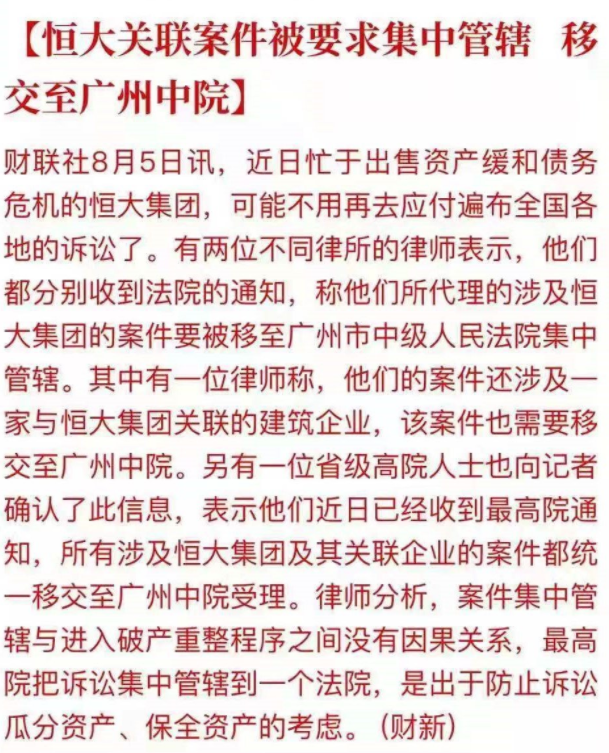 【恒大关联案件被要求集中管辖 移
交至广州中院】
财联社8月5日讯，近日忙于出售资产缓和债务
危机的恒大集团，可能不用再去应付遍布全国各
地的诉讼了。有两位不同律所的律师表示，他们
都分别收到法院的通知，称他们所代理的涉及恒
大集团的案件要被移至广州市中级人民法院集中
管辖。其中有一位律师称，他们的案件还涉及一
家与恒大集团关联的建筑企业，该案件也需要移
交至广州中院。另有一位省级高院人士也向记者
确认了此信息，表示他们近日已经收到最高院通
知，所有涉及恒大集团及其关联企业的案件都统
一移交至广州中院受理。律师分析，案件集中管
辖与进入破产重整程序之间没有因果关系，最高
院把诉讼集中管辖到一个法院，是出于防止诉讼
瓜分资产、保全资产的考虑。（财新）